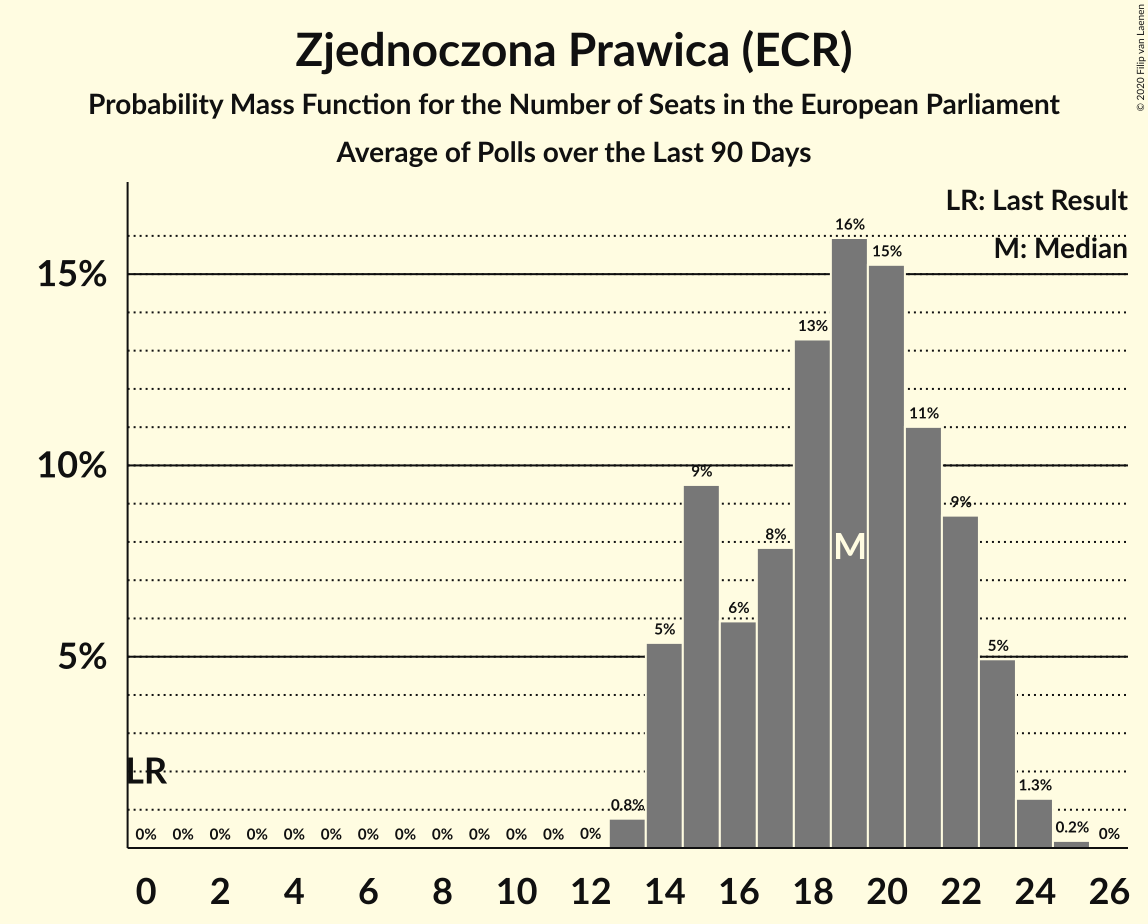 Zjednoczona Prawica (ECR)
Probability Mass Function for the Number of Seats in the European Parliament
Average of Polls over the Last 90 Days
© 2020 Filip van Laenen
LR: Last Result
M: Median
15%
10%
5%
LR
0% 0% 0% 0% 0% 0% 0% 0% 0% 0% 0% 0% 0% 0.8% 5% 9% 6% 8% 13% 16% 15% 11% 9% 5% 1.3% 0.2% 0%
M
0 2 4 6 8 10 12 14 16 18 20 22 24 26